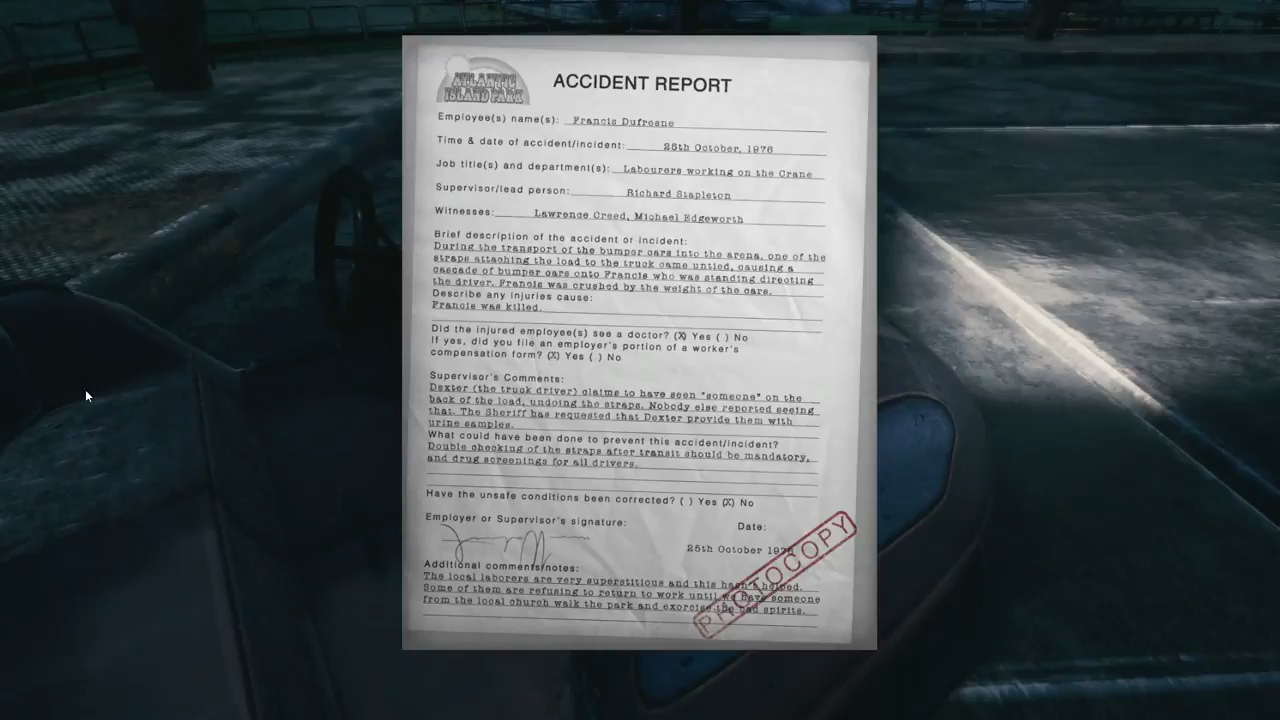 ATLANTIC
ISLAND PARK
ACCIDENT REPORT
Employee(s) name(s): Francis Dufresne
Time & date of accident/incident: 25th October, 1976
Job title(s) and department(s): Labourers working on the Crane
Supervisor/lead person: Richard Stapleton
Witnesses: Lawrence Creed, Michael Edgeworth
Brief description of the accident or incident:
During the transport of the bumper cars into the arena, one of the
straps attaching the load to the truck came untied, causing a
cascade of bumper cars onto Francis who was standing directing
the driver. Francis was crushed by the weight of the cars.
Describe any injuries cause:
Francis was killed.
Did the injured employee(s) see a doctor? (X) Yes ( ) No
If yes, did you file an employer's portion of a worker's
compensation form? (X) Yes ( ) No
Supervisor's Comments:
Dexter (the truck driver) claims to have seen "someone" on the
back of the load, undoing the straps. Nobody else reported seeing
that. The Sheriff has requested that Dexter provide them with
urine samples.
What could have been done to prevent this accident/incident?
Double checking of the straps after transit should be mandatory,
and drug screenings for all drivers.
Have the unsafe conditions been corrected? ( ) Yes (X) No
Employer or Supervisor's signature:
Date:
25th October 1976
Additional comments/notes:
The local laborers are very superstitious and this hasn't helped.
Some of them are refusing to return to work until we have someone
from the local church walk the park and exorcise the bad spirits.
PHOTOCOPY